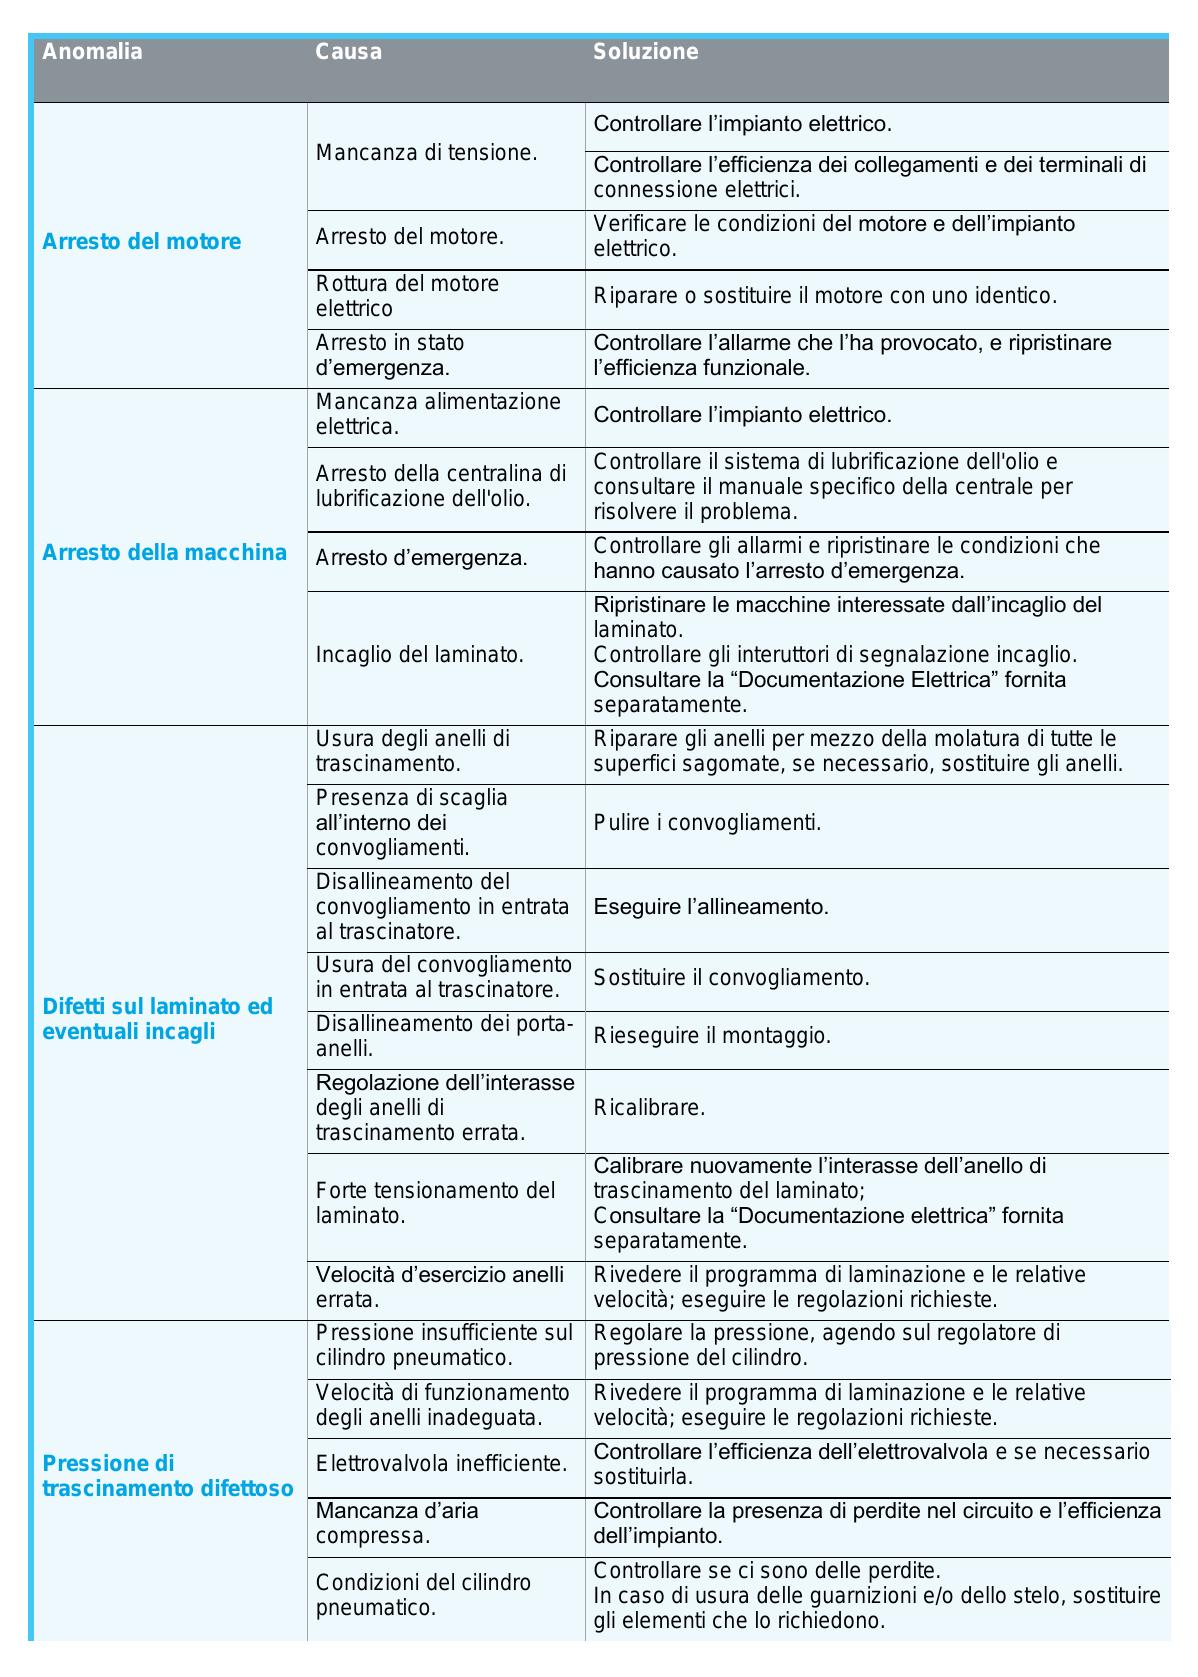 Anomalia
Causa
Soluzione
Arresto del motore
Mancanza di tensione.
Controllare l’impianto elettrico.
Controllare l’efficienza dei collegamenti e dei terminali di
connessione elettrici.
Arresto del motore.
Verificare le condizioni del motore e dell’impianto
elettrico.
Rottura del motore
elettrico
Riparare o sostituire il motore con uno identico.
Arresto in stato
d’emergenza.
Controllare l’allarme che l’ha provocato, e ripristinare
l’efficienza funzionale.
Arresto della macchina
Mancanza alimentazione
elettrica.
Controllare l’impianto elettrico.
Arresto della centralina di
lubrificazione dell'olio.
Controllare il sistema di lubrificazione dell'olio e
consultare il manuale specifico della centrale per
risolvere il problema.
Arresto d’emergenza.
Controllare gli allarmi e ripristinare le condizioni che
hanno causato l’arresto d’emergenza.
Incaglio del laminato.
Ripristinare le macchine interessate dall’incaglio del
laminato.
Controllare gli interuttori di segnalazione incaglio.
Consultare la “Documentazione Elettrica” fornita
separatamente.
Difetti sul laminato ed
eventuali incagli
Usura degli anelli di
trascinamento.
Riparare gli anelli per mezzo della molatura di tutte le
superfici sagomate, se necessario, sostituire gli anelli.
Presenza di scaglia
all’interno dei
convogliamenti.
Pulire i convogliamenti.
Disallineamento del
convogliamento in entrata
al trascinatore.
Eseguire l’allineamento.
Usura del convogliamento
in entrata al trascinatore.
Sostituire il convogliamento.
Disallineamento dei porta-
anelli.
Rieseguire il montaggio.
Regolazione dell’interasse
degli anelli di
trascinamento errata.
Ricalibrare.
Forte tensionamento del
laminato.
Calibrare nuovamente l’interasse dell’anello di
trascinamento del laminato;
Consultare la “Documentazione elettrica” fornita
separatamente.
Velocità d’esercizio anelli
errata.
Rivedere il programma di laminazione e le relative
velocità; eseguire le regolazioni richieste.
Pressione di
trascinamento difettoso
Pressione insufficiente sul
cilindro pneumatico.
Regolare la pressione, agendo sul regolatore di
pressione del cilindro.
Velocità di funzionamento
degli anelli inadeguata.
Rivedere il programma di laminazione e le relative
velocità; eseguire le regolazioni richieste.
Elettrovalvola inefficiente.
Controllare l’efficienza dell’elettrovalvola e se necessario
sostituirla.
Mancanza d’aria
compressa.
Controllare la presenza di perdite nel circuito e l’efficienza
dell’impianto.
Condizioni del cilindro
pneumatico.
Controllare se ci sono delle perdite.
In caso di usura delle guarnizioni e/o dello stelo, sostituire
gli elementi che lo richiedono.